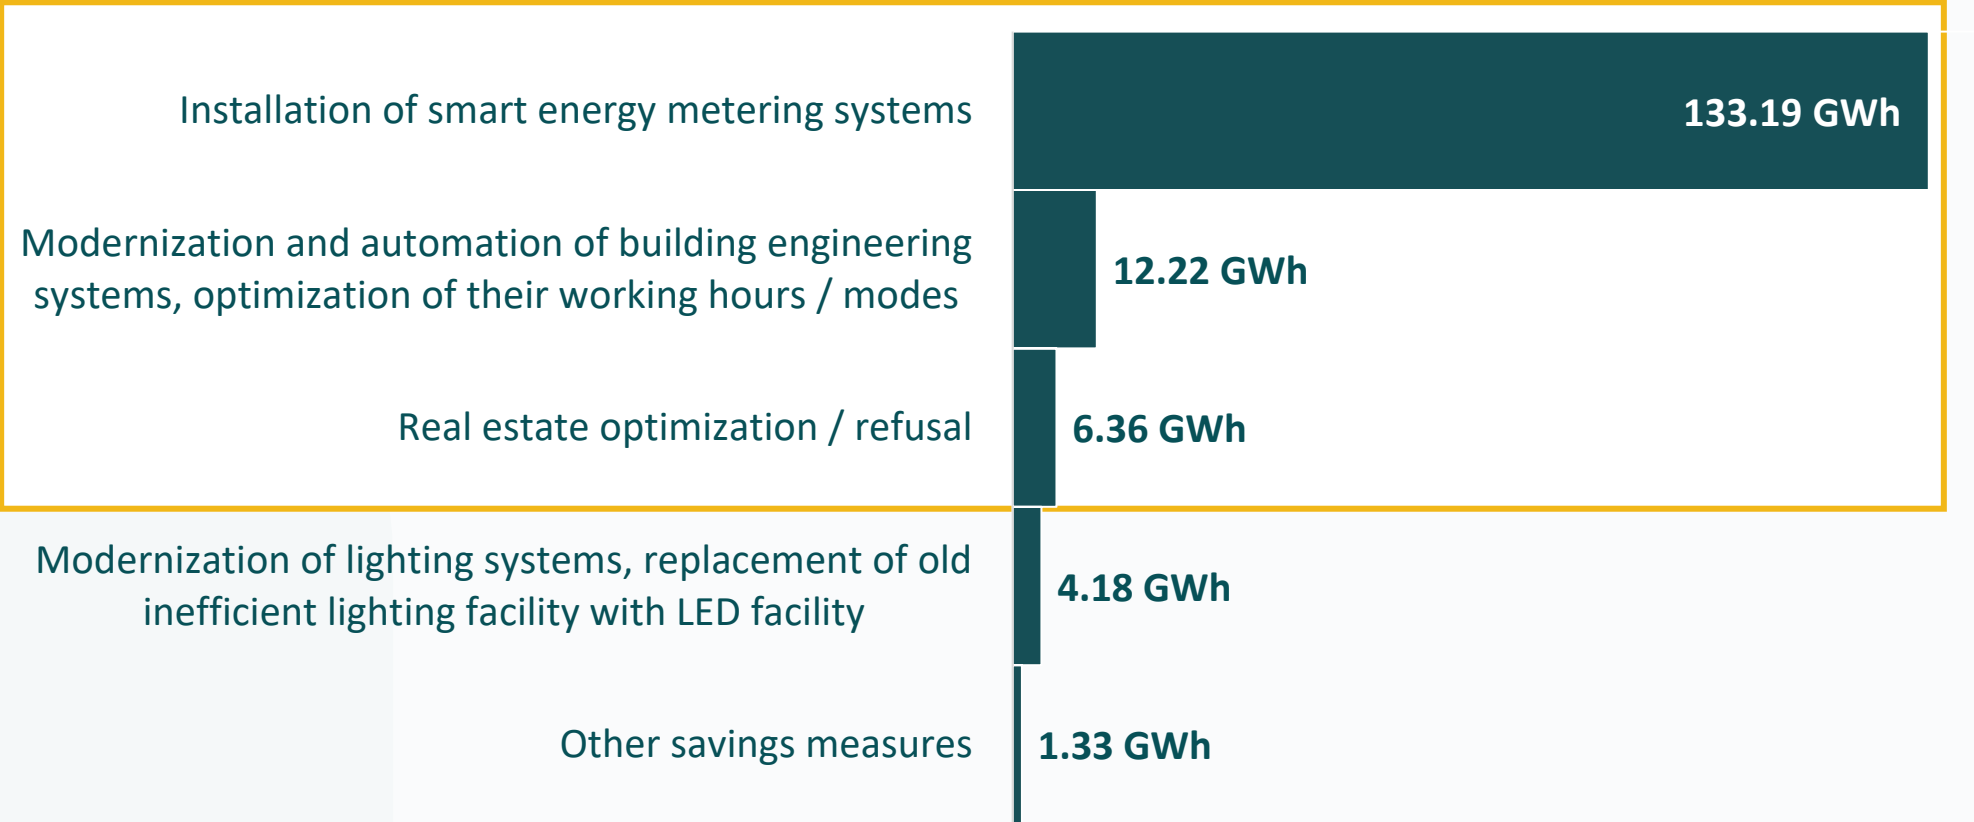 Installation of smart energy metering systems
133.19 GWh
Modernization and automation of building engineering
systems, optimization of their working hours / modes
12.22 GWh
Real estate optimization / refusal
6.36 GWh
Modernization of lighting systems, replacement of old
inefficient lighting facility with LED facility
4.18 GWh
Other savings measures
1.33 GWh